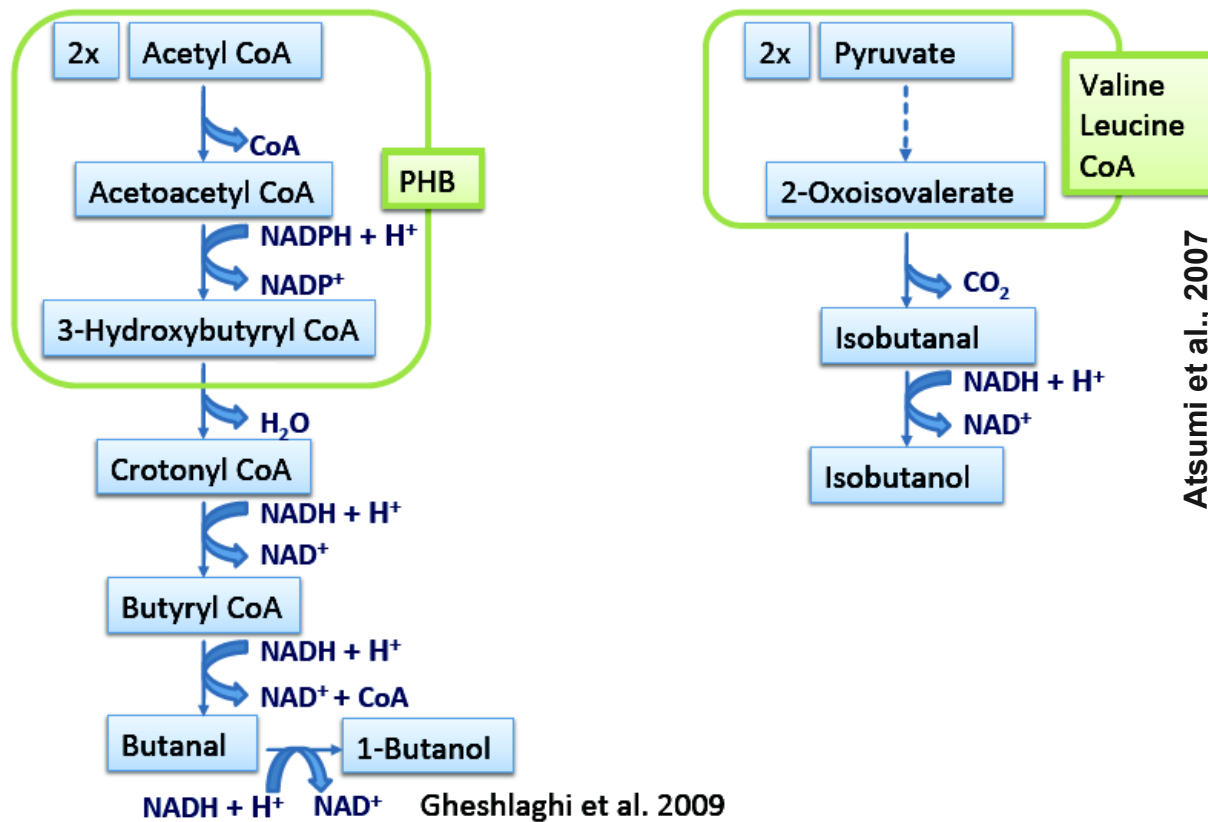 2x Acetyl CoA
CoA
Acetoacetyl CoA
PHB
NADPH + H⁺
NADP⁺
3-Hydroxybutyryl CoA
H₂O
Crotonyl CoA
NADH + H⁺
NAD⁺
Butyryl CoA
NADH + H⁺
NAD⁺ + CoA
Butanal
1-Butanol
NADH + H⁺ NAD⁺
Gheshlaghi et al. 2009
2x Pyruvate
Valine
Leucine
CoA
2-Oxoisovalerate
CO₂
Isobutanal
NADH + H⁺
NAD⁺
Isobutanol
Atsumi et al., 2007